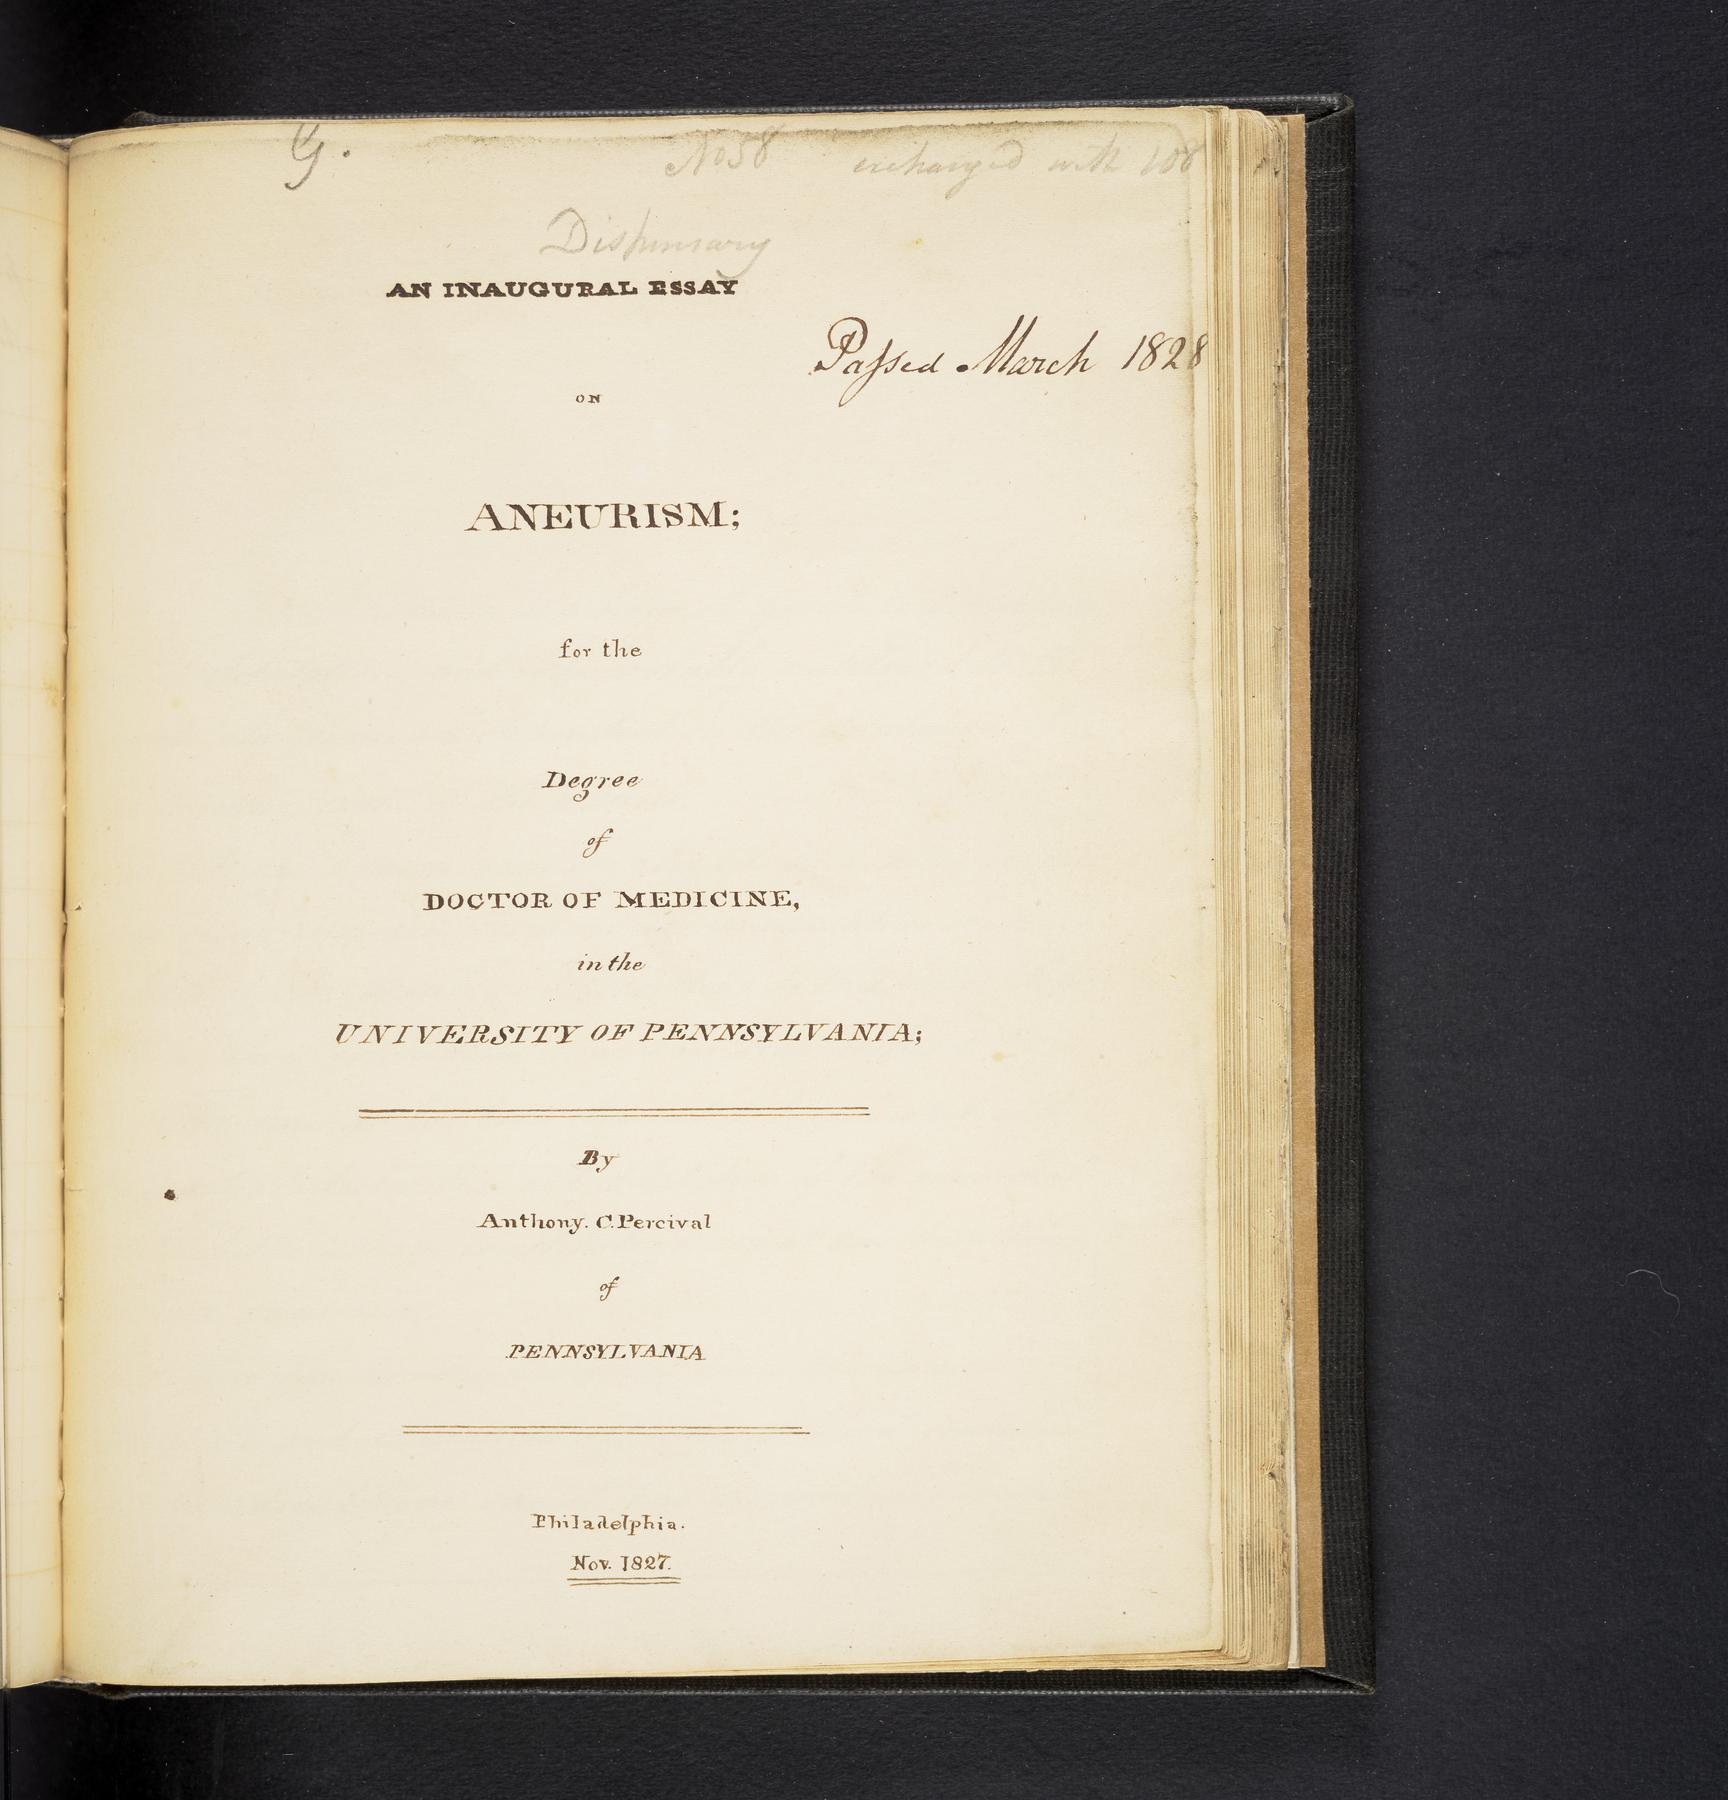 No 58 exchanged with 108
Dispensary
AN INAUGURAL ESSAY
Paſsed March 1828
ON
ANEURISM;
for the
Degree
of
DOCTOR OF MEDICINE,
in the
UNIVERSITY OF PENNSYLVANIA;
By
Anthony. C. Percival
of
PENNSYLVANIA
Philadelphia.
Nov. 1827.